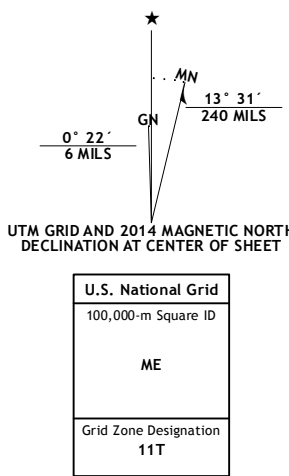 ★
MN
GN
13° 31´
240 MILS
0° 22´
6 MILS
UTM GRID AND 2014 MAGNETIC NORTH
DECLINATION AT CENTER OF SHEET
U.S. National Grid
100,000-m Square ID
ME
Grid Zone Designation
11T